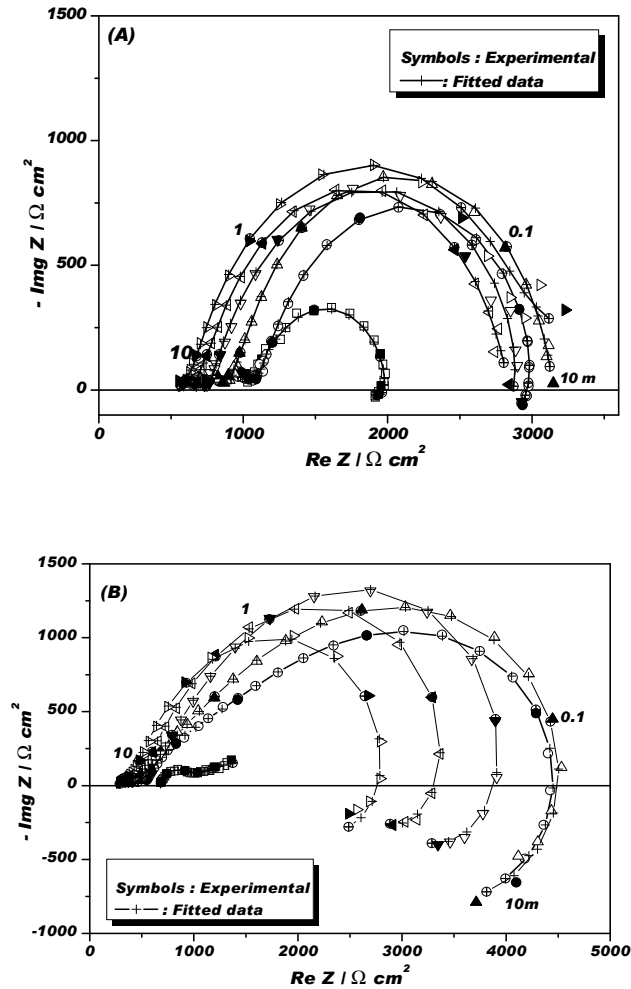 1500
(A)
Symbols : Experimental
: Fitted data
1000
1
0.1
500
10
10 m
0
0
1000
2000
3000
- Img Z / Ω cm²
Re Z / Ω cm²
1500
(B)
1
1000
500
0.1
10
0
-500
Symbols : Experimental
: Fitted data
10m
-1000
0
1000
2000
3000
4000
5000
- Img Z / Ω cm²
Re Z / Ω cm²